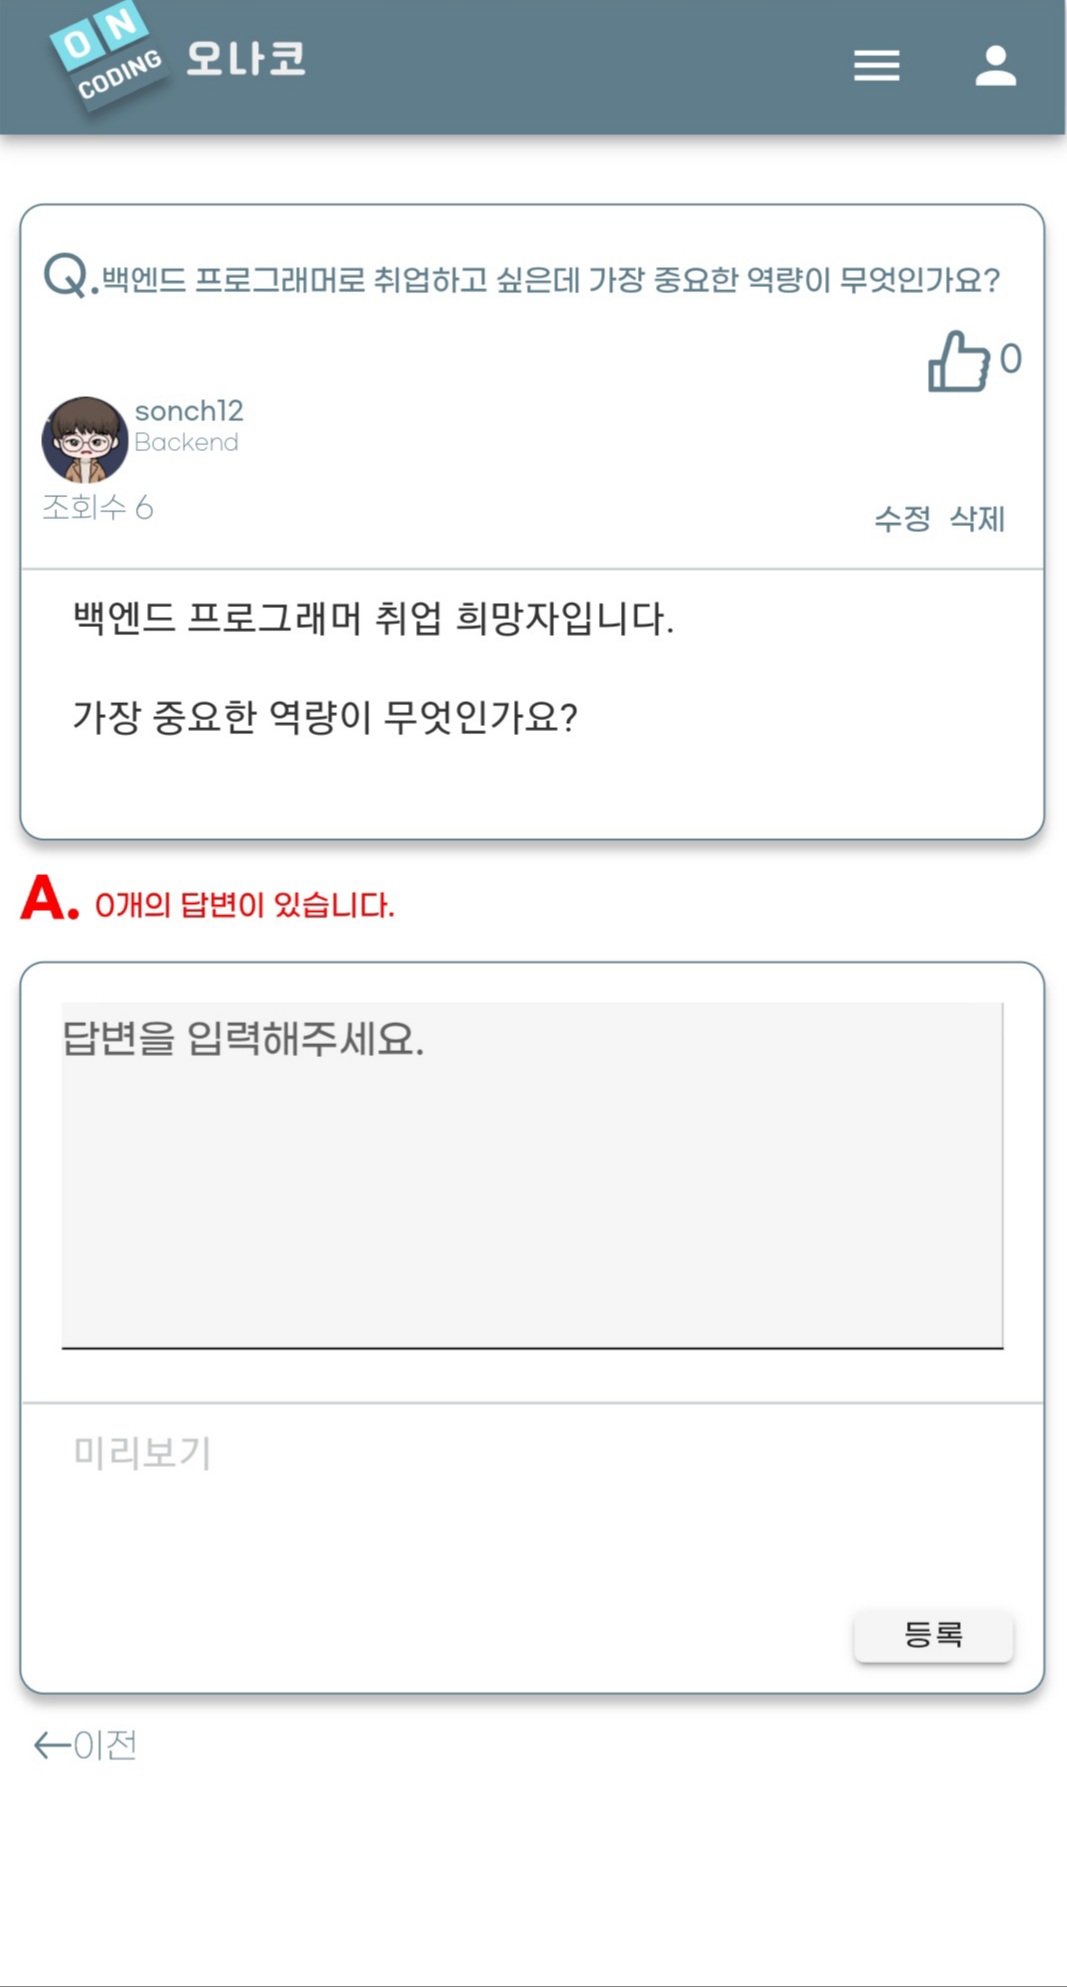 ON
CODING
오나코
Q.백엔드 프로그래머로 취업하고 싶은데 가장 중요한 역량이 무엇인가요?
0
sonch12
Backend
조회수 6
수정 삭제
백엔드 프로그래머 취업 희망자입니다.
가장 중요한 역량이 무엇인가요?
A. 0개의 답변이 있습니다.
답변을 입력해주세요.
미리보기
등록
←이전